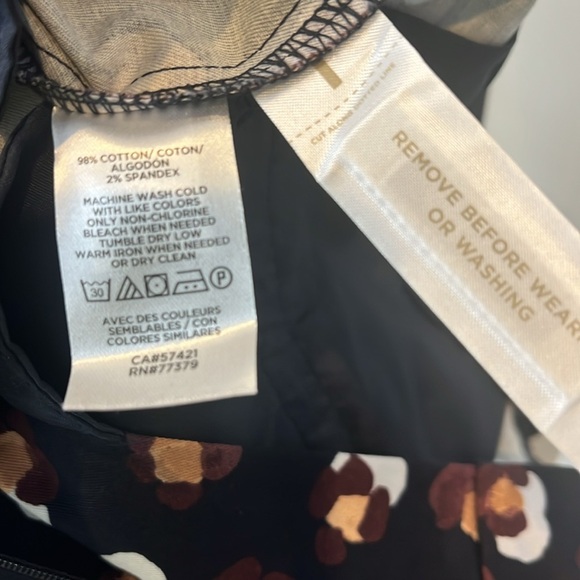 98% COTTON/ COTON/
ALGODÓN
2% SPANDEX
MACHINE WASH COLD
WITH LIKE COLORS
ONLY NON-CHLORINE
BLEACH WHEN NEEDED
TUMBLE DRY LOW
WARM IRON WHEN NEEDED
OR DRY CLEAN
30 P
AVEC DES COULEURS
SEMBLABLES / CON
COLORES SIMILARES
CA#57421
RN#77379
CUT ALONG DOTTED LINE
REMOVE BEFORE WEARI
OR WASHING